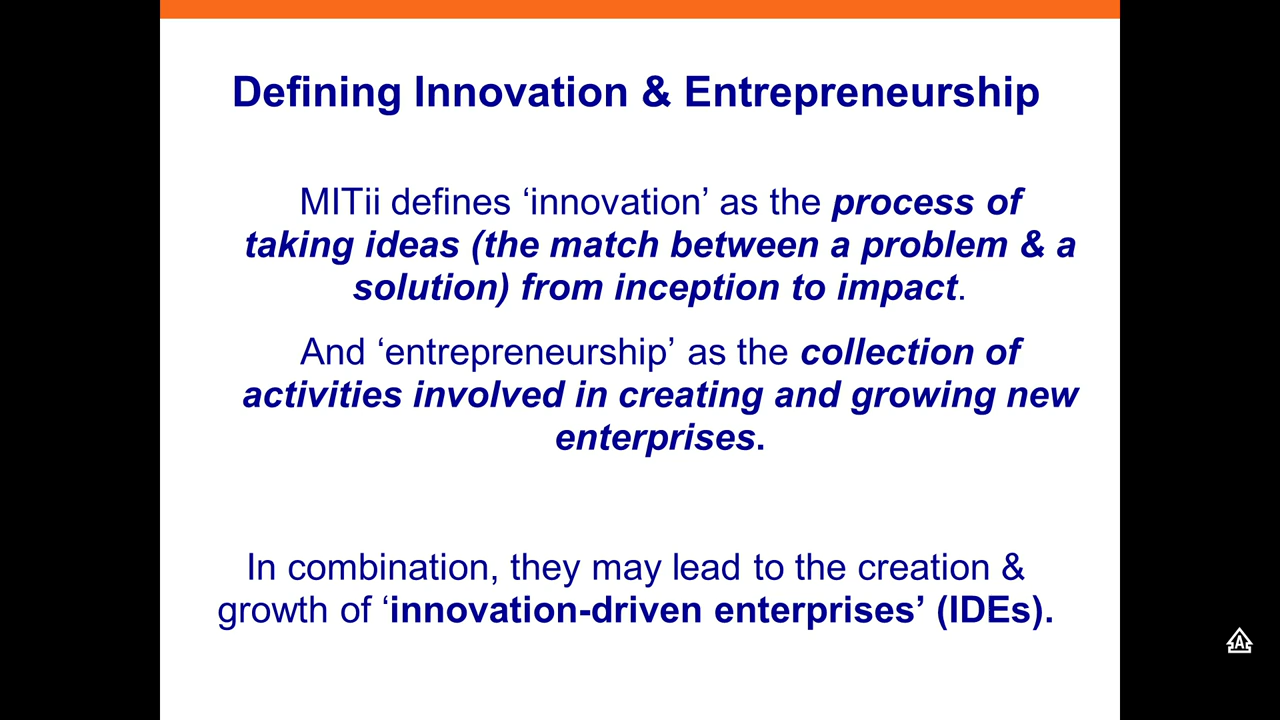 Defining Innovation & Entrepreneurship
MITii defines ‘innovation’ as the process of
taking ideas (the match between a problem & a
solution) from inception to impact.
And ‘entrepreneurship’ as the collection of
activities involved in creating and growing new
enterprises.
In combination, they may lead to the creation &
growth of ‘innovation-driven enterprises’ (IDEs).
A